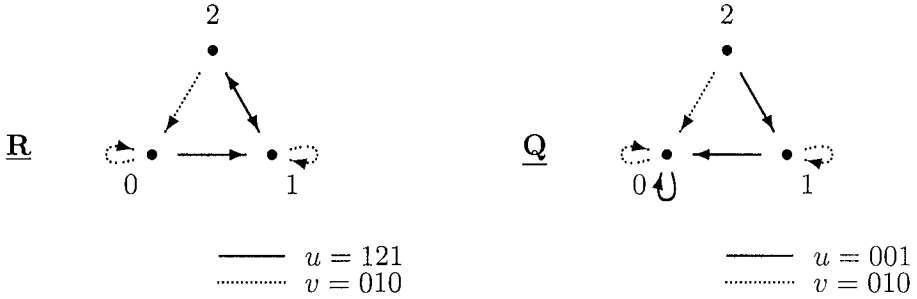 2
2
R
Q
0
1
0
1
u = 121
v = 010
u = 001
v = 010